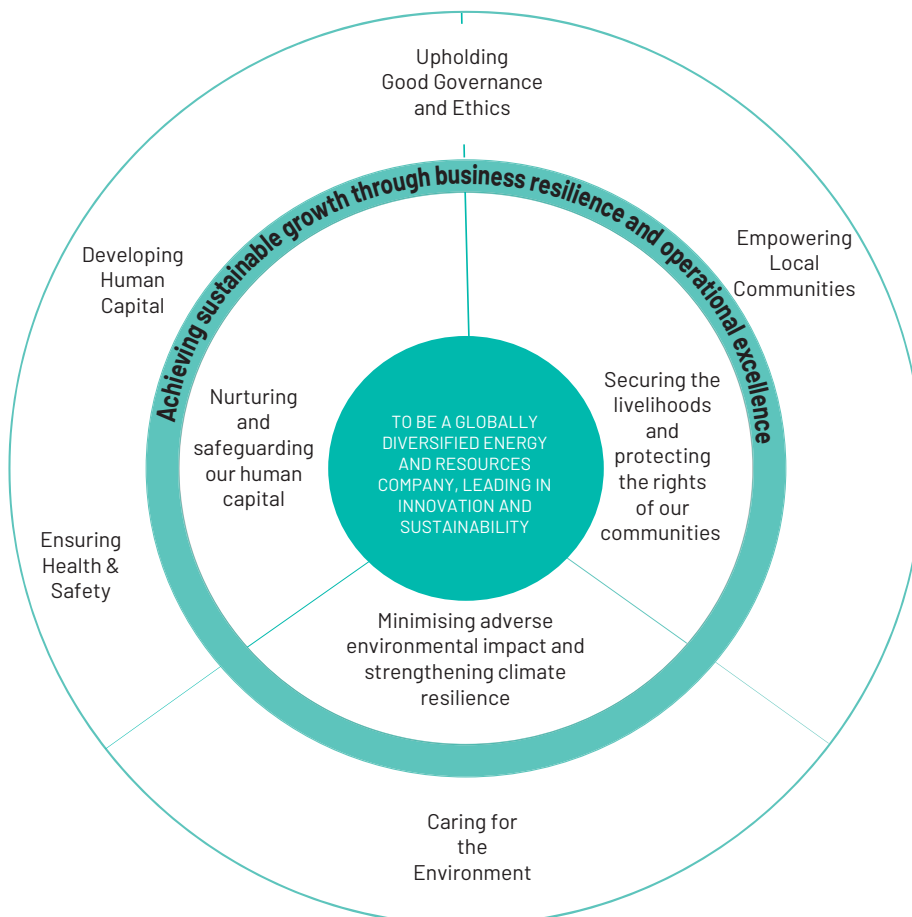 Upholding
Good Governance
and Ethics
Achieving sustainable growth through business resilience and operational excellence
Developing
Human
Capital
Empowering
Local
Communities
Nurturing
and
safeguarding
our human
capital
TO BE A GLOBALLY
DIVERSIFIED ENERGY
AND RESOURCES
COMPANY, LEADING IN
INNOVATION AND
SUSTAINABILITY
Securing the
livelihoods
and
protecting
the rights
of our
communities
Ensuring
Health &
Safety
Minimising adverse
environmental impact and
strengthening climate
resilience
Caring for
the
Environment